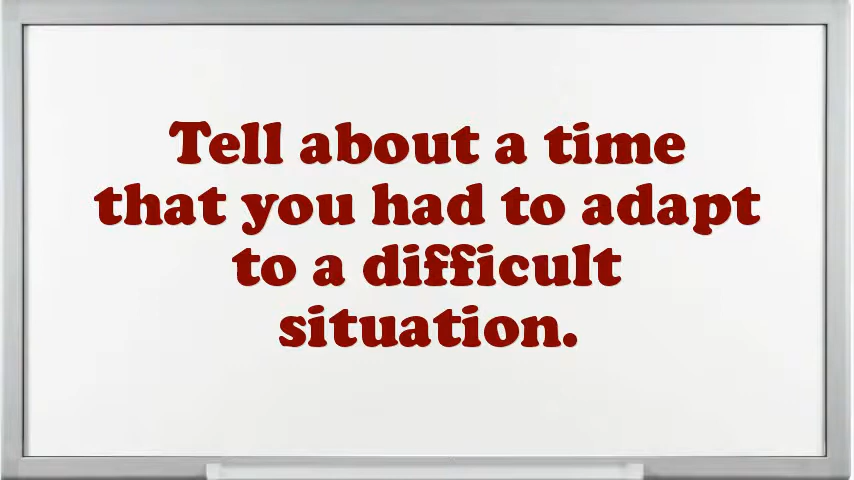 Tell about a time
that you had to adapt
to a difficult
situation.